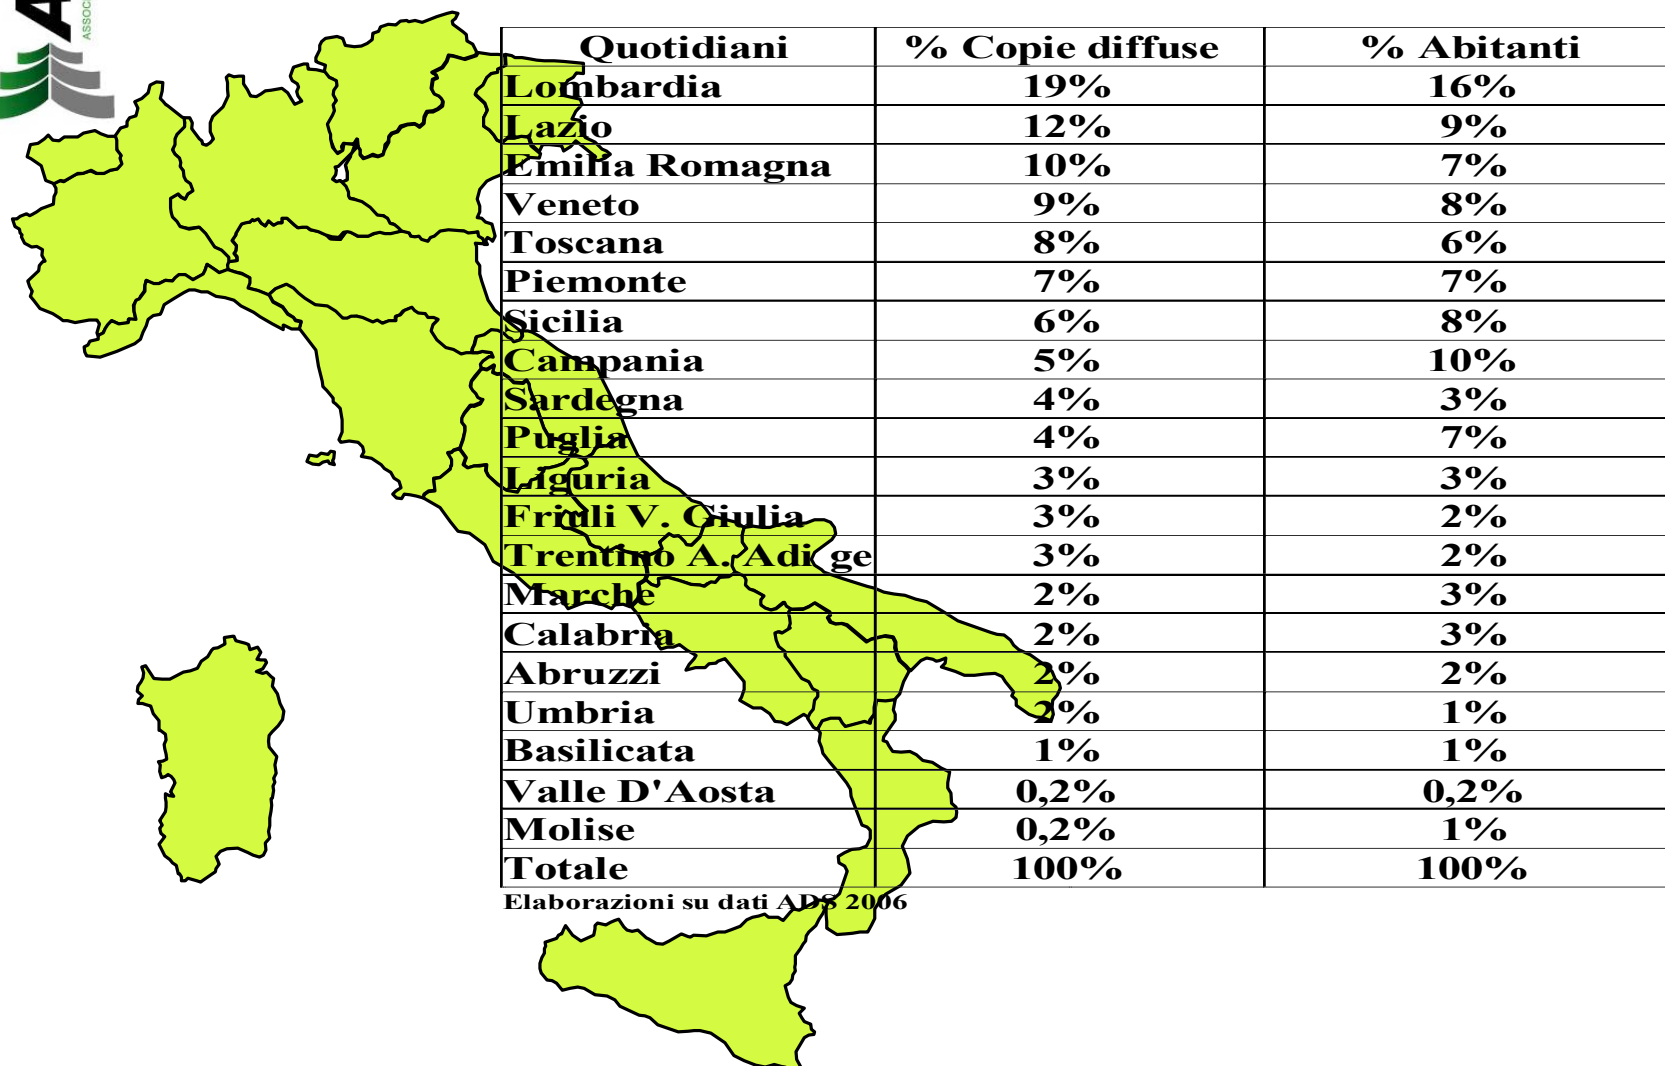 ASSOC
Quotidiani % Copie diffuse % Abitanti
Lombardia 19% 16%
Lazio 12% 9%
Emilia Romagna 10% 7%
Veneto 9% 8%
Toscana 8% 6%
Piemonte 7% 7%
Sicilia 6% 8%
Campania 5% 10%
Sardegna 4% 3%
Puglia 4% 7%
Liguria 3% 3%
Friuli V. Giulia 3% 2%
Trentino A. Adige 3% 2%
Marche 2% 3%
Calabria 2% 3%
Abruzzi 2% 2%
Umbria 2% 1%
Basilicata 1% 1%
Valle D'Aosta 0,2% 0,2%
Molise 0,2% 1%
Totale 100% 100%
Elaborazioni su dati ADS 2006